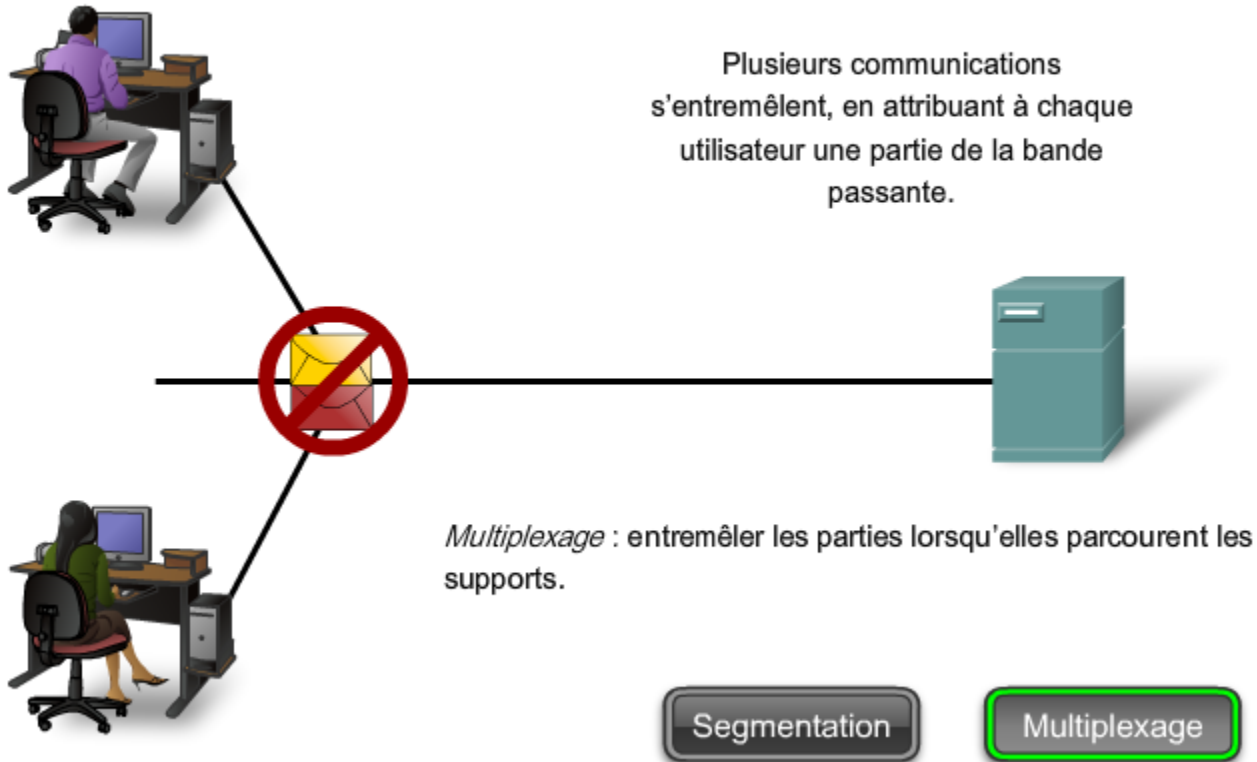 Plusieurs communications
s'entremêlent, en attribuant à chaque
utilisateur une partie de la bande
passante.
Multiplexage : entremêler les parties lorsqu'elles parcourent les
supports.
Segmentation
Multiplexage